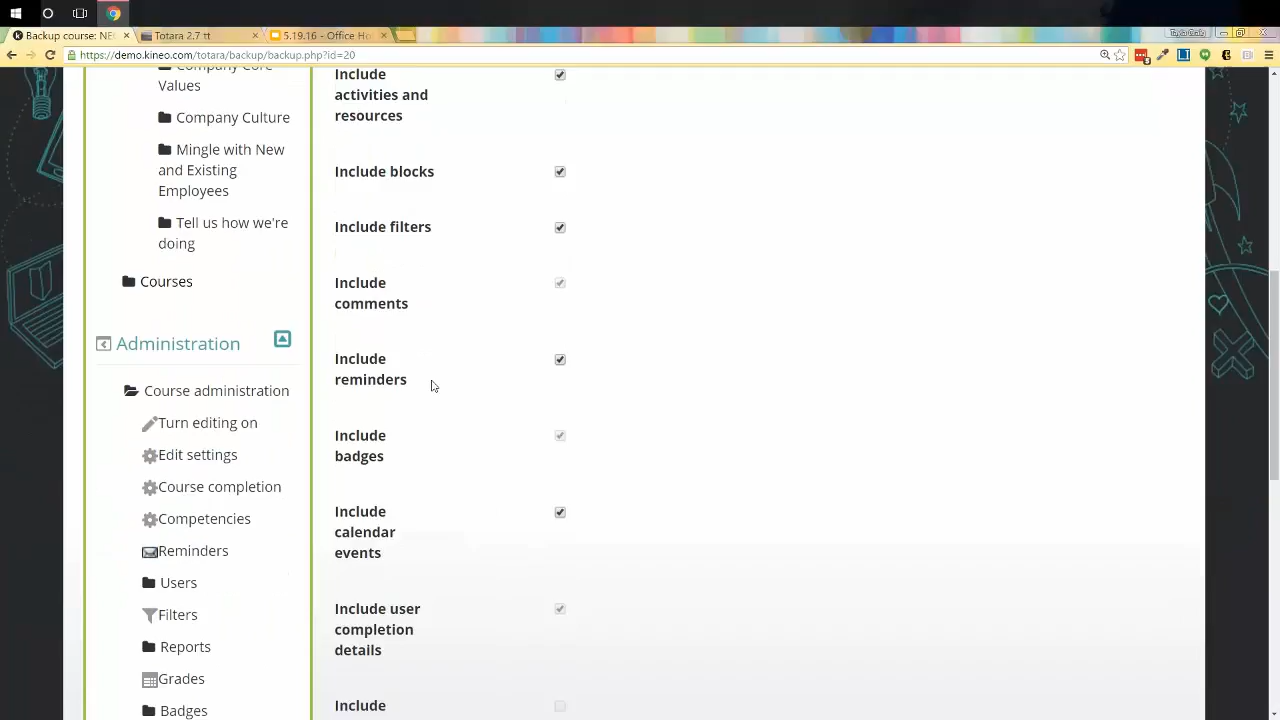 Backup course: NE
Totara 2.7 tt
5.19.16 - Office Ho
https://demo.kineo.com/totara/backup/backup.php?id=20
Company Core
Values
Company Culture
Mingle with New
and Existing
Employees
Tell us how we're
doing
Courses
Administration
Course administration
Turn editing on
Edit settings
Course completion
Competencies
Reminders
Users
Filters
Reports
Grades
Badges
Include
activities and
resources
Include blocks
Include filters
Include
comments
Include
reminders
Include
badges
Include
calendar
events
Include user
completion
details
Include